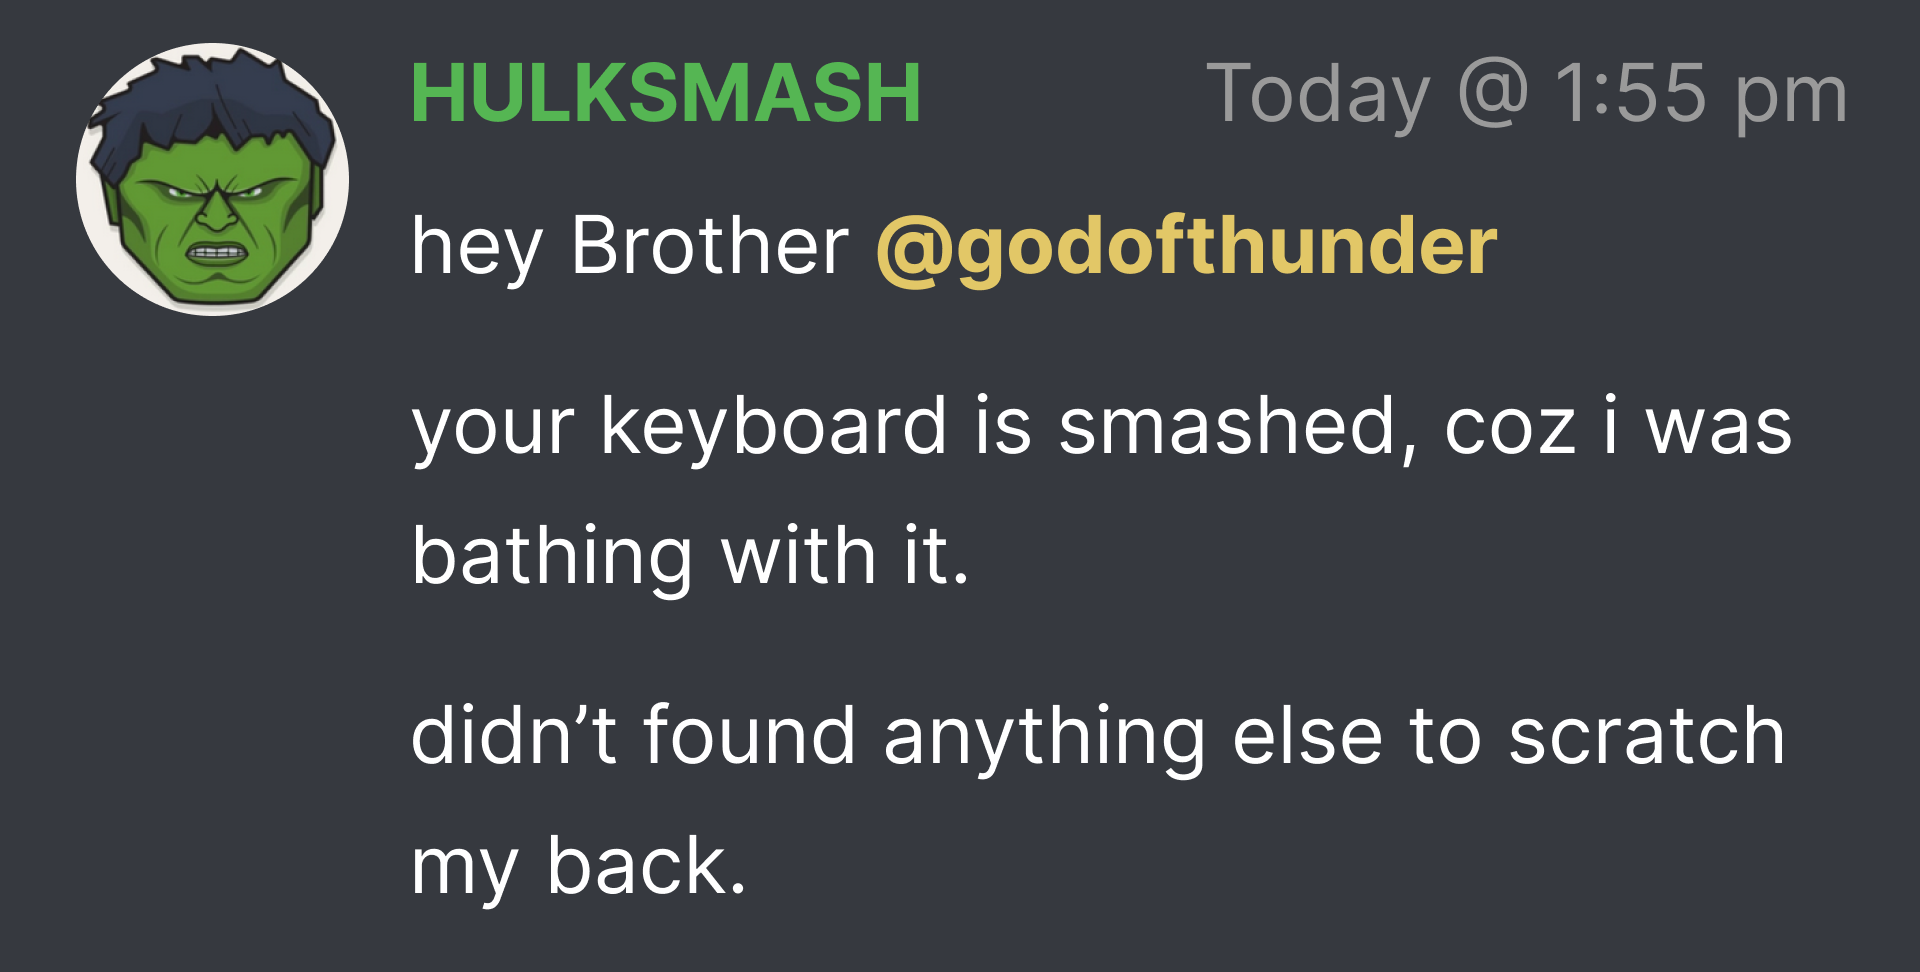 HULKSMASH Today @ 1:55 pm
hey Brother @godofthunder
your keyboard is smashed, coz i was
bathing with it.
didn’t found anything else to scratch
my back.